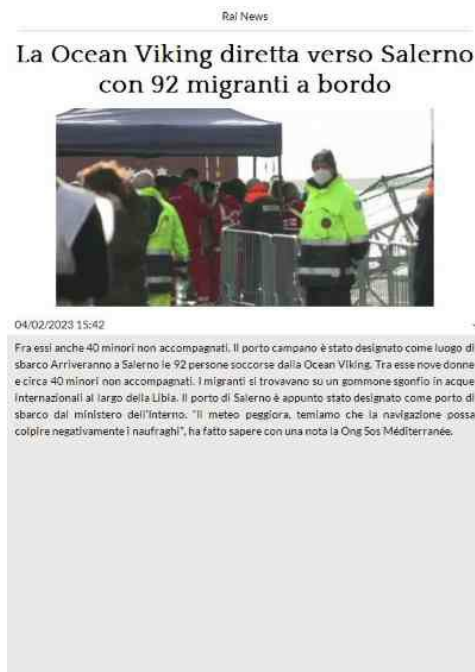 Rai News
La Ocean Viking diretta verso Salerno
con 92 migranti a bordo
04/02/2023 15:42
Fra essi anche 40 minori non accompagnati. Il porto campano è stato designato come luogo di
sbarco Arriveranno a Salerno le 92 persone soccorse dalla Ocean Viking. Tra esse nove donne
e circa 40 minori non accompagnati. I migranti si trovavano su un gommone sgonfio in acque
internazionali al largo della Libia. Il porto di Salerno è appunto stato designato come porto di
sbarco dal ministero dell'Interno. "Il meteo peggiora, temiamo che la navigazione possa
colpire negativamente i naufraghi", ha fatto sapere con una nota la Ong Sos Méditerranée.